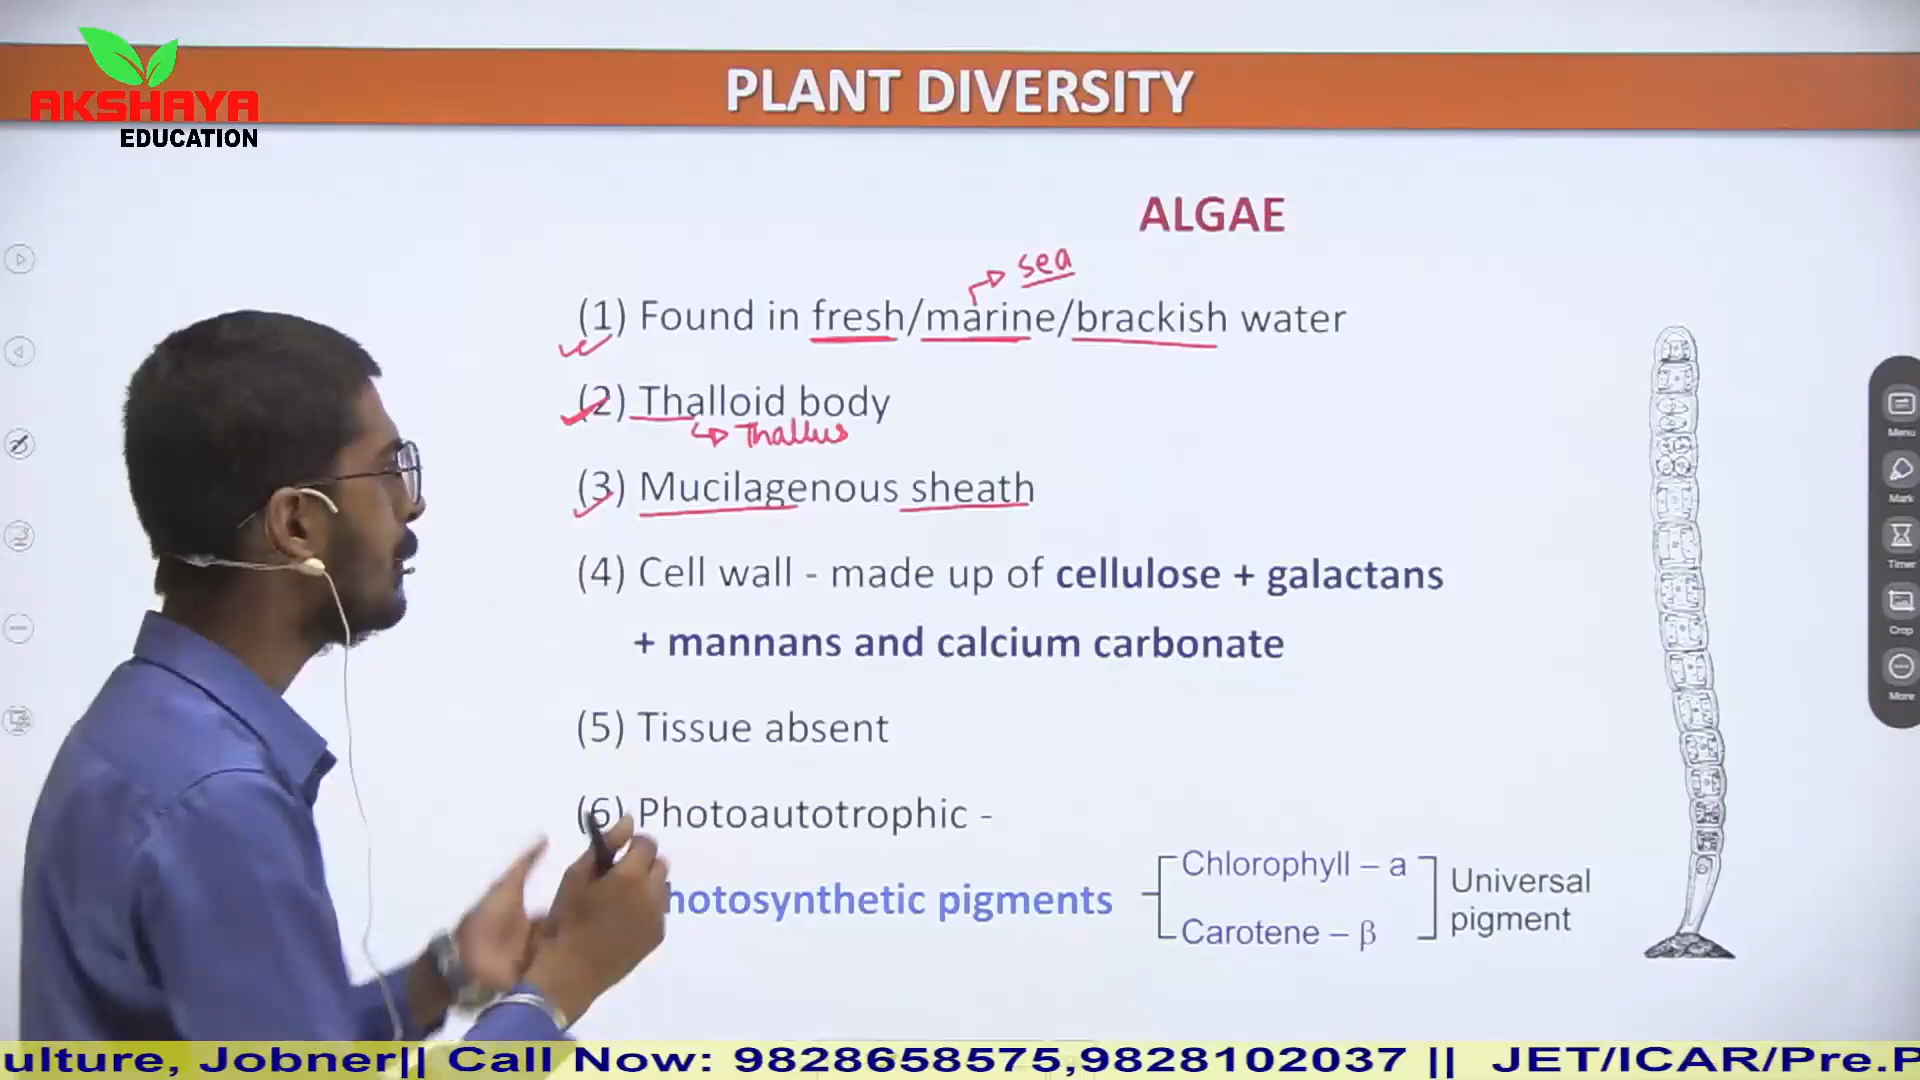 AKSHAYA
EDUCATION
PLANT DIVERSITY
ALGAE
sea
(1) Found in fresh/marine/brackish water
(2) Thalloid body
Thallus
(3) Mucilagenous sheath
(4) Cell wall - made up of cellulose + galactans
+ mannans and calcium carbonate
(5) Tissue absent
(6) Photoautotrophic -
hotosynthetic pigments
Chlorophyll – a
Carotene – β
Universal
pigment
Menu
Mark
Timer
Crop
More
ulture, Jobner|| Call Now: 9828658575,9828102037 || JET/ICAR/Pre.P